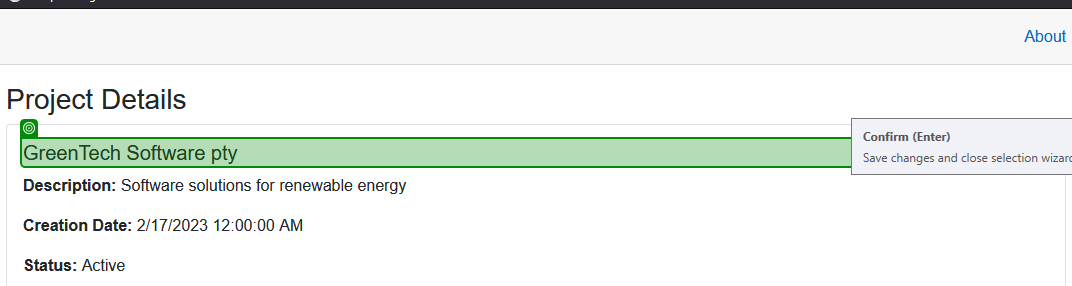 About
Project Details
GreenTech Software pty
Confirm (Enter)
Save changes and close selection wizard
Description: Software solutions for renewable energy
Creation Date: 2/17/2023 12:00:00 AM
Status: Active